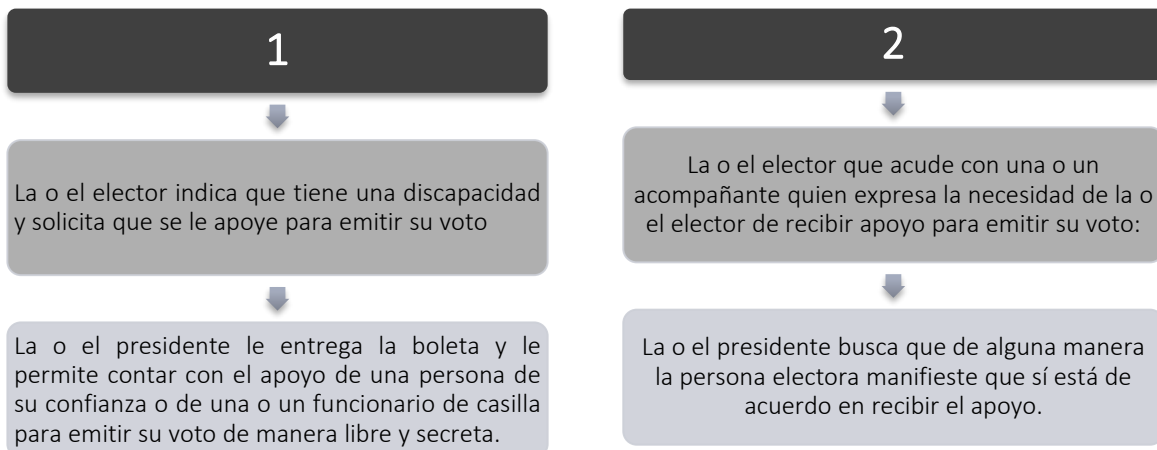 1
La o el elector indica que tiene una discapacidad
y solicita que se le apoye para emitir su voto
La o el presidente le entrega la boleta y le
permite contar con el apoyo de una persona de
su confianza o de una o un funcionario de casilla
para emitir su voto de manera libre y secreta.
2
La o el elector que acude con una o un
acompañante quien expresa la necesidad de la o
el elector de recibir apoyo para emitir su voto:
La o el presidente busca que de alguna manera
la persona electora manifieste que sí está de
acuerdo en recibir el apoyo.